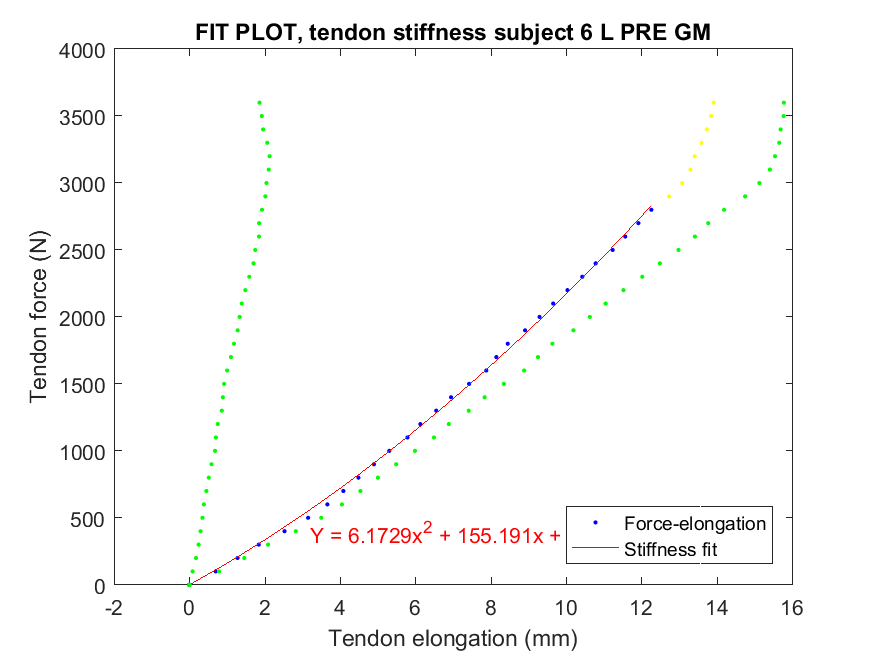 FIT PLOT, tendon stiffness subject 6 L PRE GM
4000
3500
3000
2500
2000
1500
1000
500
0
Tendon force (N)
Y = 6.1729x² + 155.191x +
Force-elongation
Stiffness fit
-2 0 2 4 6 8 10 12 14 16
Tendon elongation (mm)